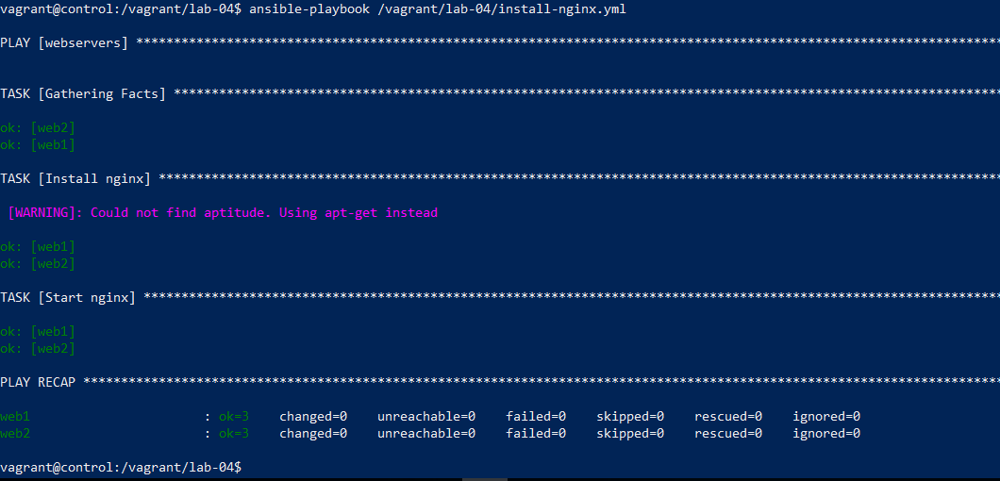 vagrant@control:/vagrant/lab-04$ ansible-playbook /vagrant/lab-04/install-nginx.yml
PLAY [webservers] ******************************************************************************************************************
TASK [Gathering Facts] *************************************************************************************************************
ok: [web2]
ok: [web1]
TASK [Install nginx] ***************************************************************************************************************
[WARNING]: Could not find aptitude. Using apt-get instead
ok: [web1]
ok: [web2]
TASK [Start nginx] *****************************************************************************************************************
ok: [web1]
ok: [web2]
PLAY RECAP *************************************************************************************************************************
web1                       : ok=3    changed=0    unreachable=0    failed=0    skipped=0    rescued=0    ignored=0
web2                       : ok=3    changed=0    unreachable=0    failed=0    skipped=0    rescued=0    ignored=0
vagrant@control:/vagrant/lab-04$